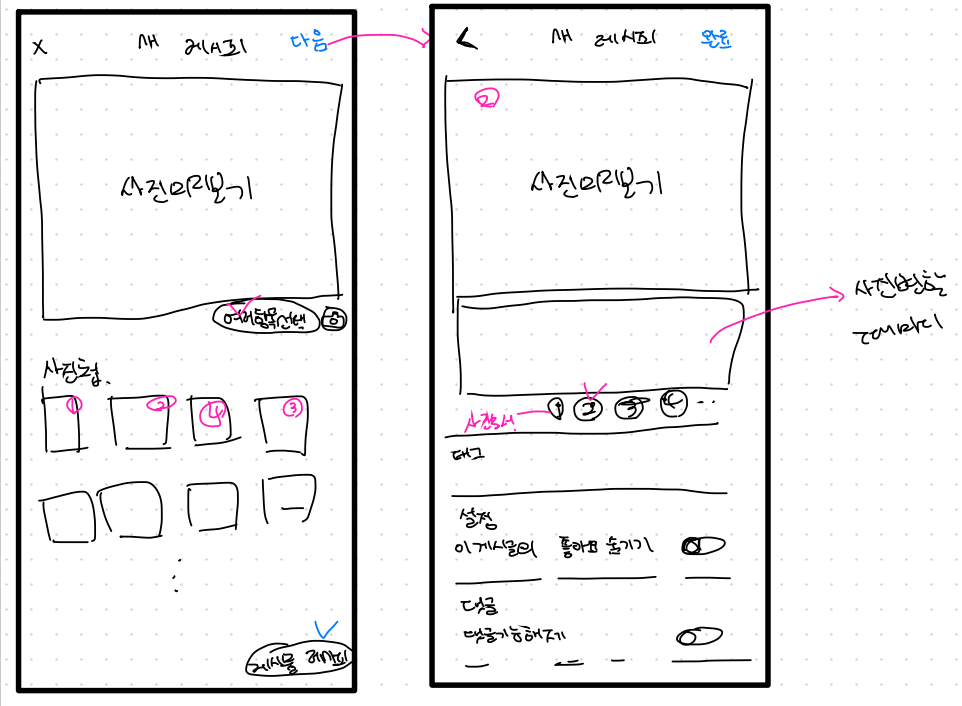 X 새 레시피 다음
사진미리보기
여러항목선택
사진첩.
1 2 4 3
게시물 레시피
< 새 레시피 완료
2
사진미리보기
사진변할
때마다
사진순서 1 2 3 4 ...
태그
설정
이 게시글의 좋아요 숨기기
댓글
댓글기능해제